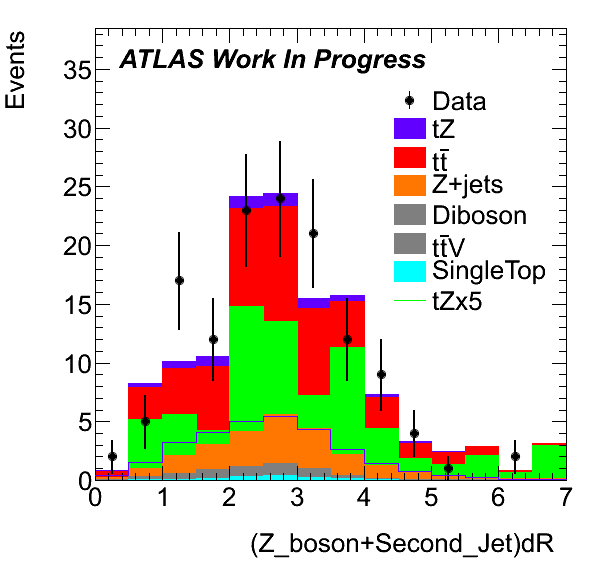 Events
ATLAS Work In Progress
Data
tZ
tt̄
Z+jets
Diboson
tt̄V
SingleTop
tZx5
35
30
25
20
15
10
5
0
0 1 2 3 4 5 6 7
(Z_boson+Second_Jet)dR